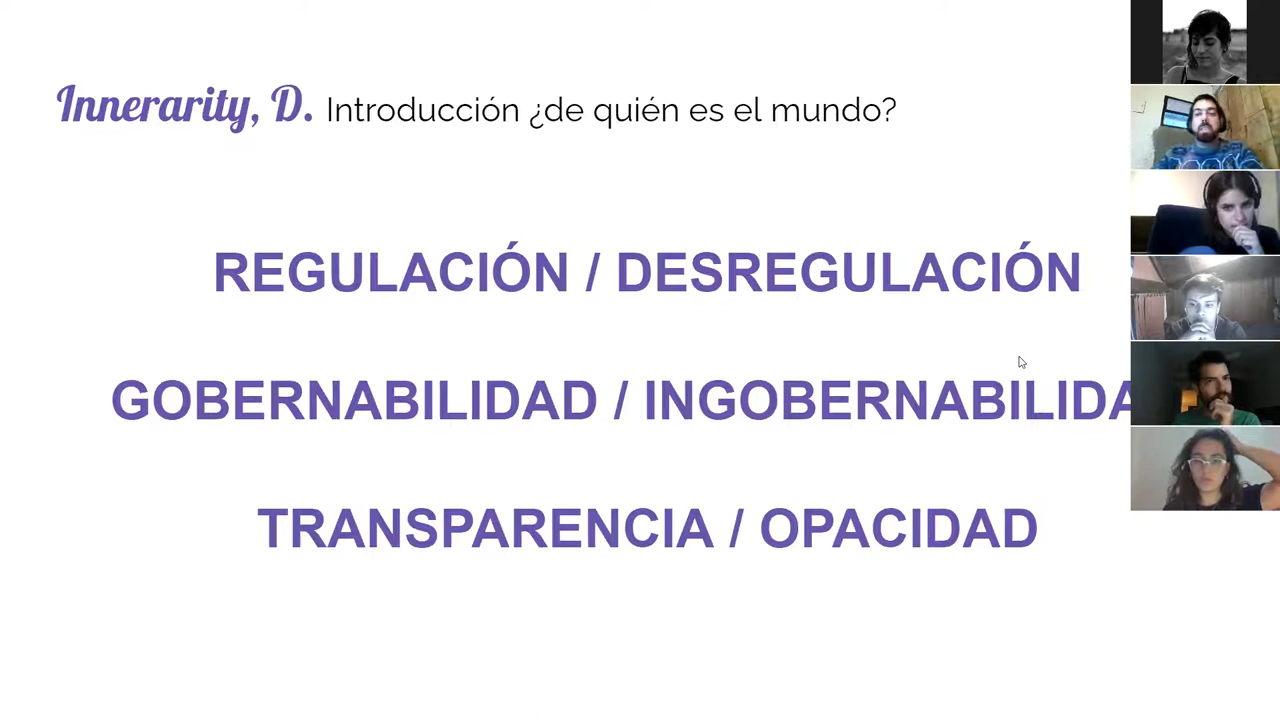 Innerarity, D. Introducción ¿de quién es el mundo?
REGULACIÓN / DESREGULACIÓN
GOBERNABILIDAD / INGOBERNABILIDA
TRANSPARENCIA / OPACIDAD